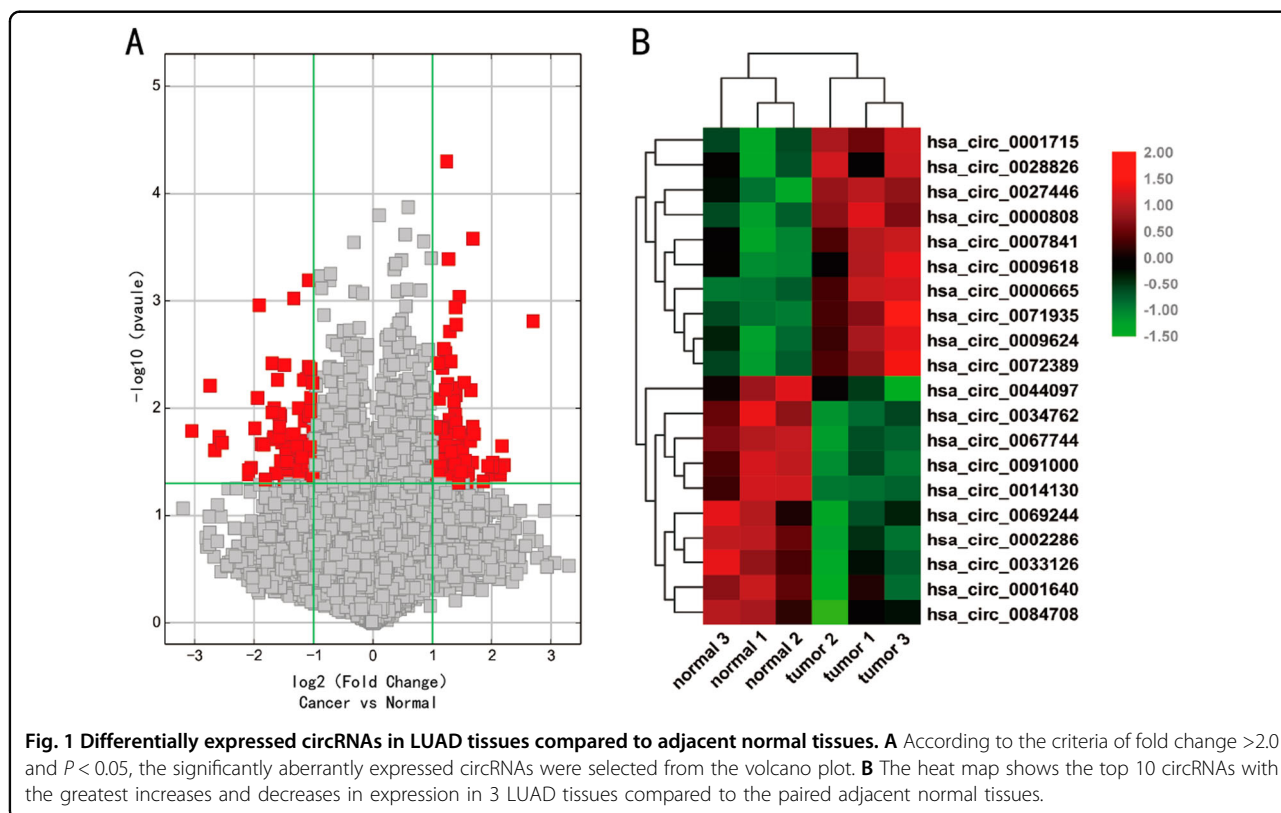 A
5
4
3
2
1
0
-log10 (pvaule)
-3 -2 -1 0 1 2 3
log2 (Fold Change)
Cancer vs Normal
B
hsa_circ_0001715
hsa_circ_0028826
hsa_circ_0027446
hsa_circ_0000808
hsa_circ_0007841
hsa_circ_0009618
hsa_circ_0000665
hsa_circ_0071935
hsa_circ_0009624
hsa_circ_0072389
hsa_circ_0044097
hsa_circ_0034762
hsa_circ_0067744
hsa_circ_0091000
hsa_circ_0014130
hsa_circ_0069244
hsa_circ_0002286
hsa_circ_0033126
hsa_circ_0001640
hsa_circ_0084708
normal 3 normal 1 normal 2 tumor 2 tumor 1 tumor 3
2.00
1.50
1.00
0.50
0.00
-0.50
-1.00
-1.50
Fig. 1 Differentially expressed circRNAs in LUAD tissues compared to adjacent normal tissues. A According to the criteria of fold change >2.0
and P < 0.05, the significantly aberrantly expressed circRNAs were selected from the volcano plot. B The heat map shows the top 10 circRNAs with
the greatest increases and decreases in expression in 3 LUAD tissues compared to the paired adjacent normal tissues.